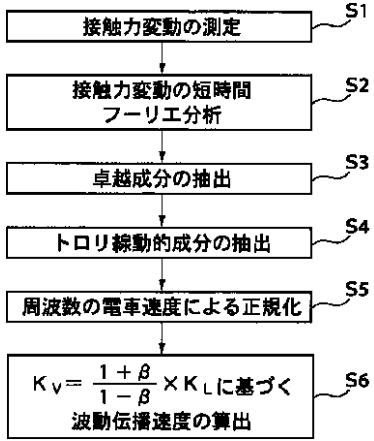 接触力変動の測定
S1
接触力変動の短時間
フーリエ分析
S2
卓越成分の抽出
S3
トロリ線動的成分の抽出
S4
周波数の電車速度による正規化
S5
K_V = \frac{1+β}{1-β} × K_L に基づく
波動伝播速度の算出
S6